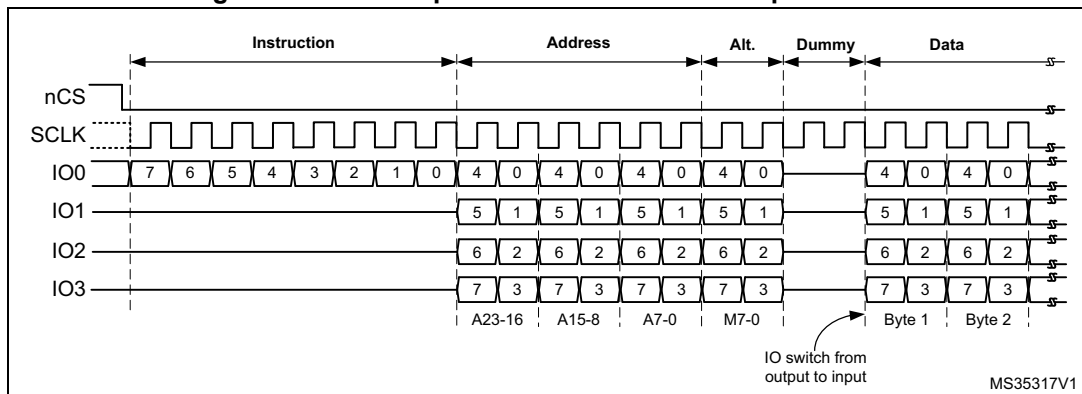 Instruction Address Alt. Dummy Data
nCS
SCLK
IO0 7 6 5 4 3 2 1 0 4 0 4 0 4 0 4 0 4 0 4 0
IO1 5 1 5 1 5 1 5 1 5 1 5 1
IO2 6 2 6 2 6 2 6 2 6 2 6 2
IO3 7 3 7 3 7 3 7 3 7 3 7 3
A23-16 A15-8 A7-0 M7-0 Byte 1 Byte 2
IO switch from
output to input
MS35317V1